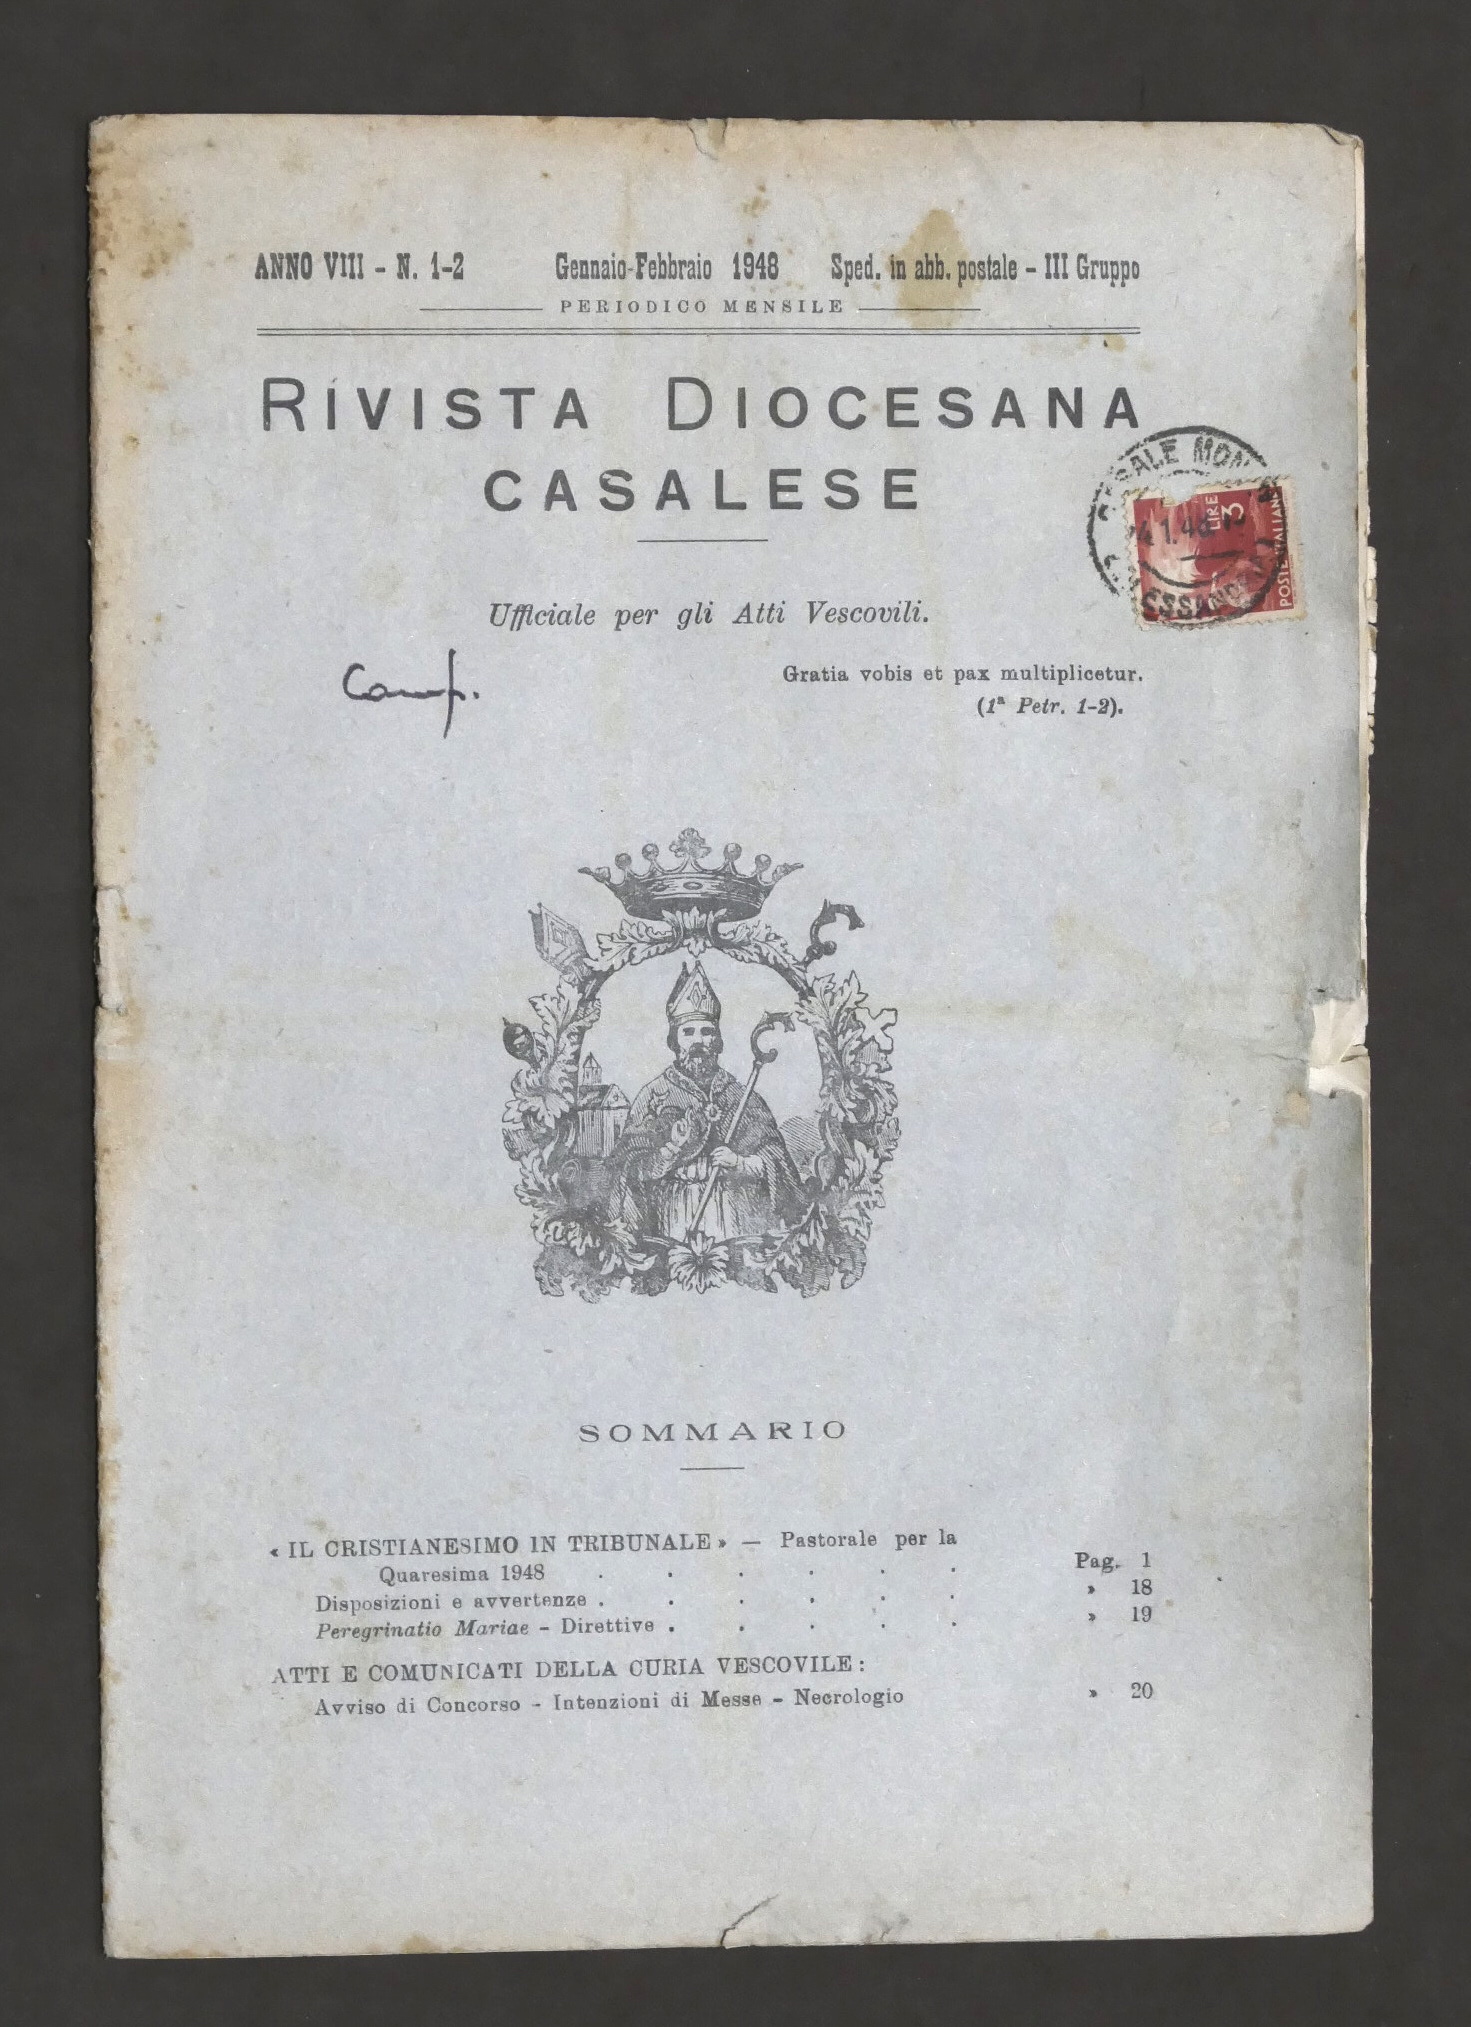 ANNO VIII - N. 1-2 Gennaio-Febbraio 1948 Sped. in abb. postale - III Gruppo
PERIODICO MENSILE
RIVISTA DIOCESANA
CASALESE
LIRE 3
POSTE ITALIANE
Ufficiale per gli Atti Vescovili.
Camp.
Gratia vobis et pax multiplicetur.
(1ª Petr. 1-2).
SOMMARIO
« IL CRISTIANESIMO IN TRIBUNALE » — Pastorale per la
Quaresima 1948 . . . . . . Pag. 1
Disposizioni e avvertenze . . . . . . » 18
Peregrinatio Mariae - Direttive . . . . . » 19
ATTI E COMUNICATI DELLA CURIA VESCOVILE :
Avviso di Concorso - Intenzioni di Messe - Necrologio » 20